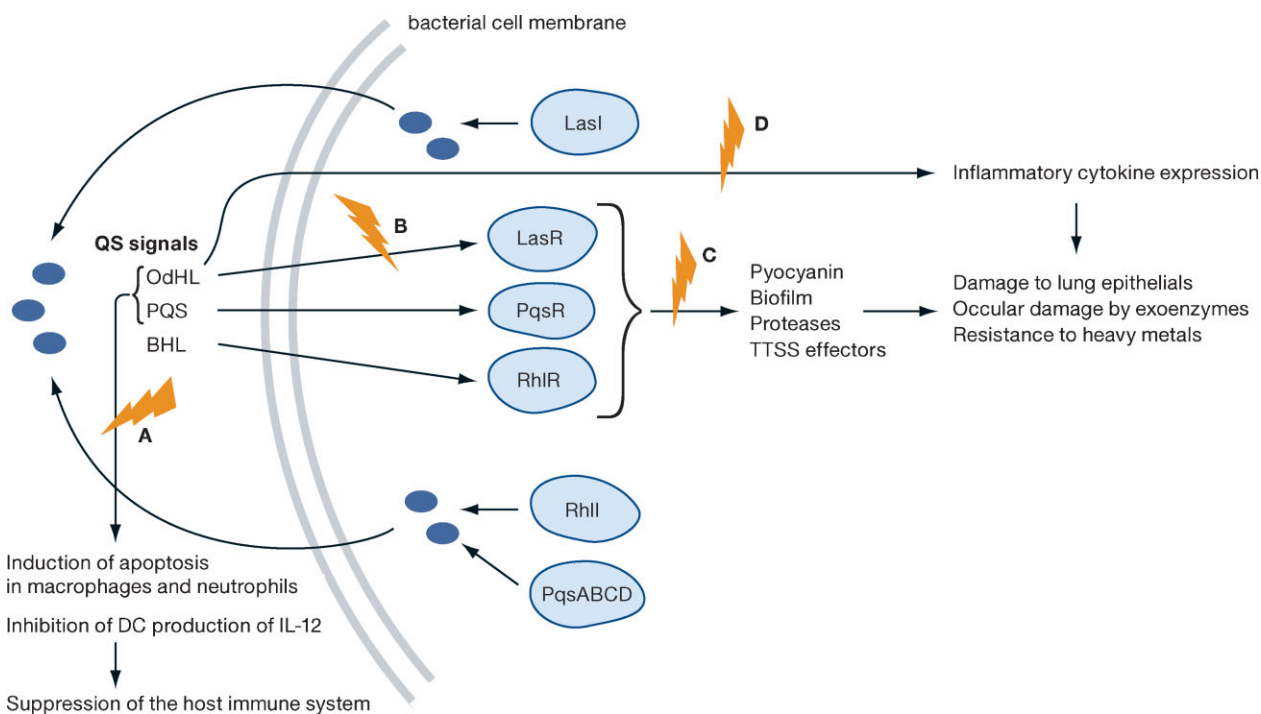 bacterial cell membrane
LasI
D
Inflammatory cytokine expression
B
QS signals
OdHL
PQS
BHL
LasR
PqsR
RhlR
C
Pyocyanin
Biofilm
Proteases
TTSS effectors
Damage to lung epithelials
Occular damage by exoenzymes
Resistance to heavy metals
A
RhlI
PqsABCD
Induction of apoptosis
in macrophages and neutrophils
Inhibition of DC production of IL-12
Suppression of the host immune system